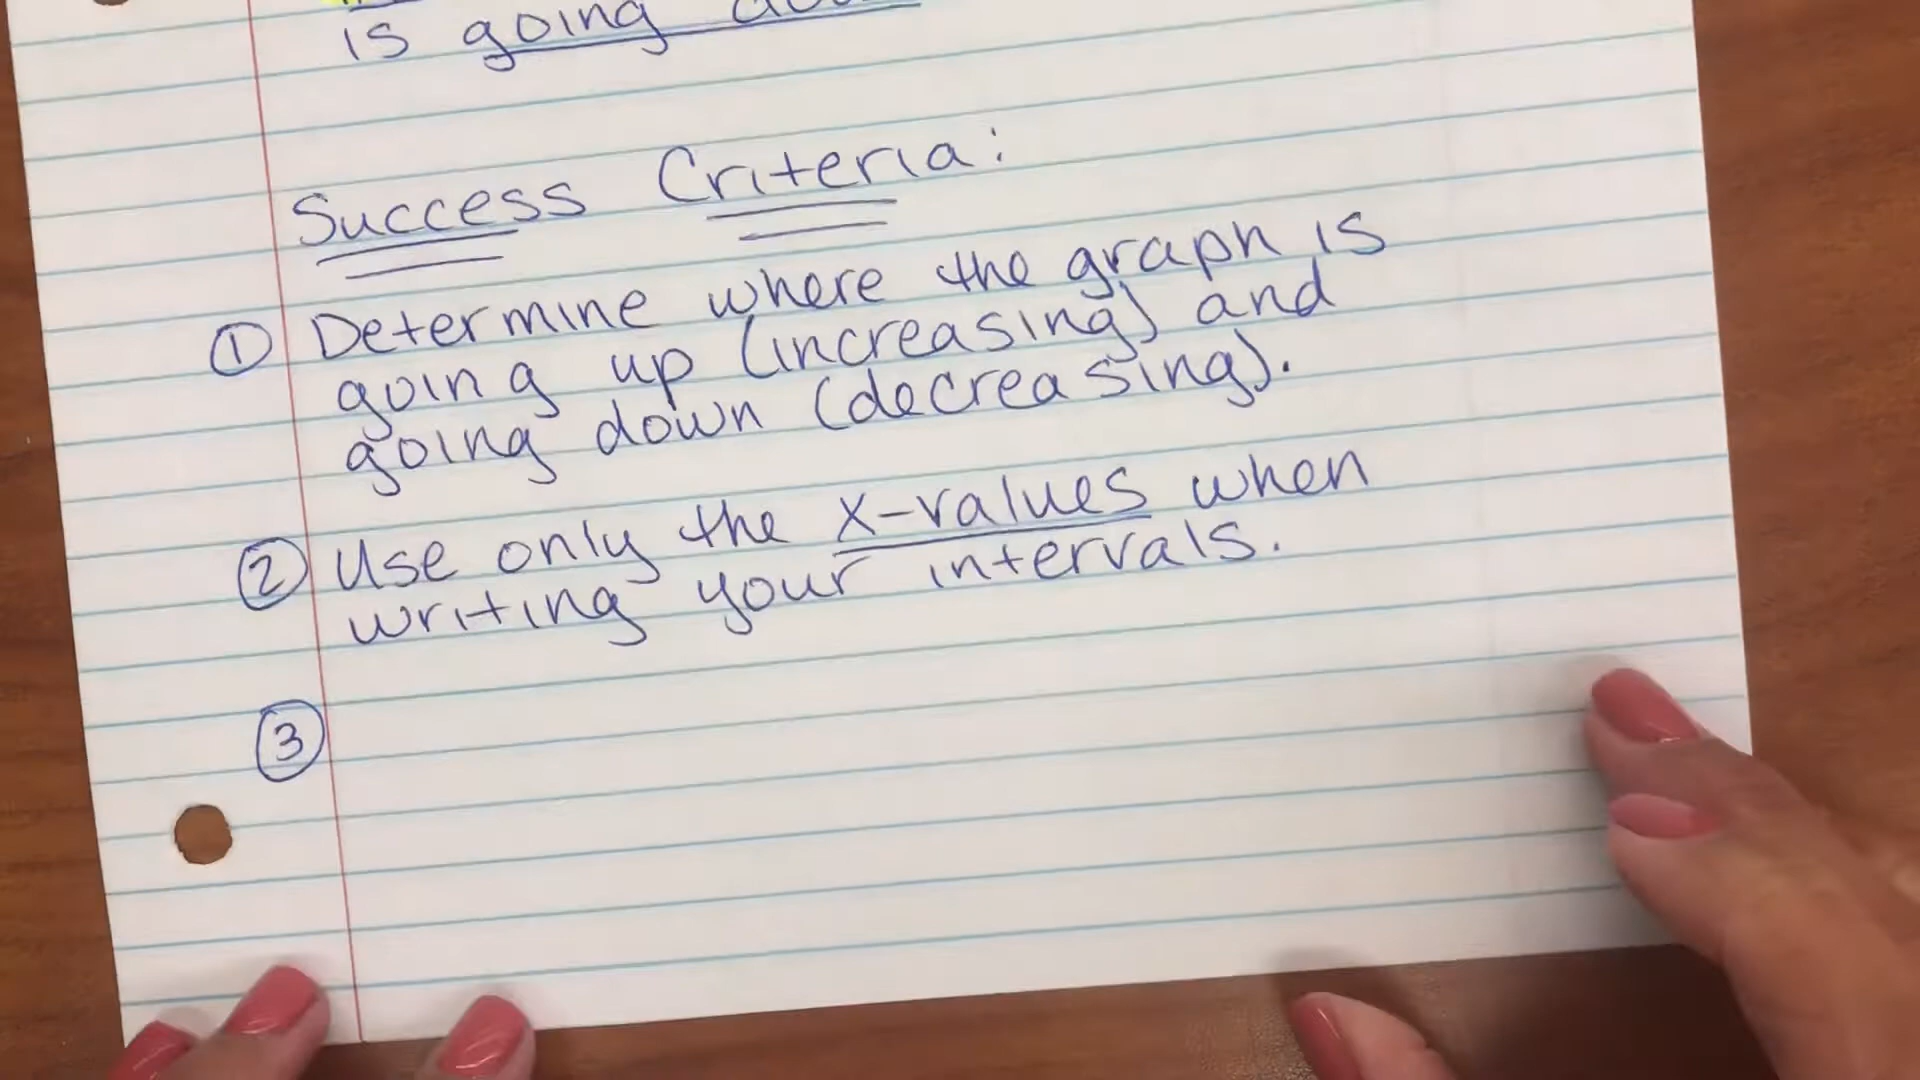 is going
Success Criteria:
① Determine where the graph is
going up (increasing) and
going down (decreasing).
② Use only the x-values when
writing your intervals.
③